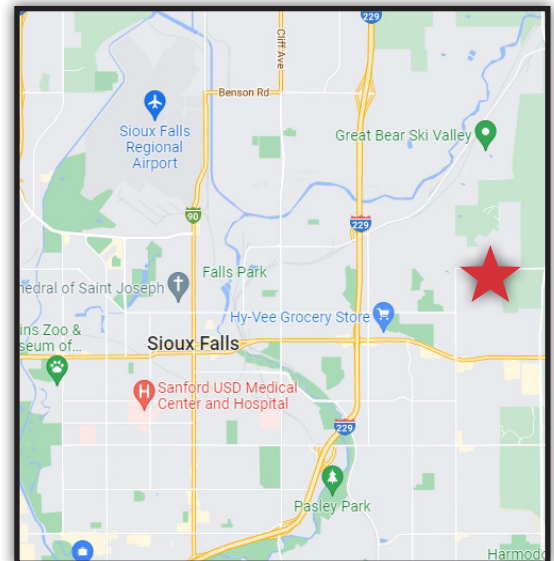 229
Cliff Ave
Benson Rd
Sioux Falls
Regional
Airport
Great Bear Ski Valley
90
229
Falls Park
hedral of Saint Joseph
Hy-Vee Grocery Store
ins Zoo &
seum of...
Sioux Falls
H
Sanford USD Medical
Center and Hospital
229
Pasley Park
Harmodo